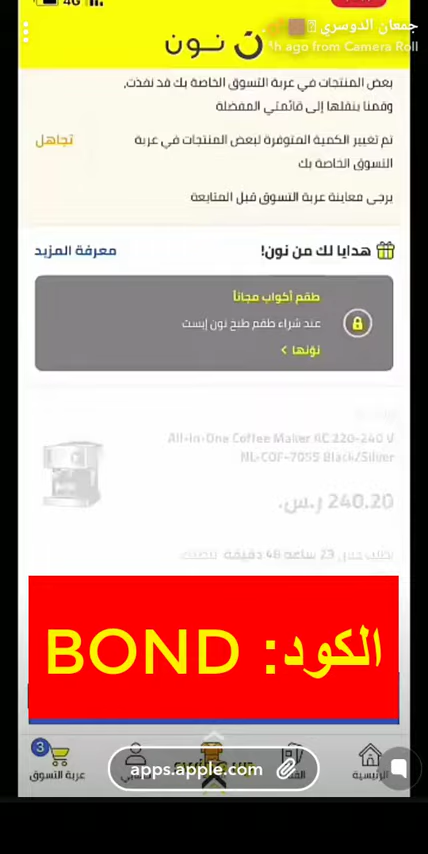 4G
جمعان الدوسري
h ago from Camera Roll
نون
بعض المنتجات في عربة التسوق الخاصة بك قد نفذت،
وقمنا بنقلها إلى قائمتي المفضلة
تم تغيير الكمية المتوفرة لبعض المنتجات في عربة
التسوق الخاصة بك
تجاهل
يرجى معاينة عربة التسوق قبل المتابعة
هدايا لك من نون!
معرفة المزيد
طقم أكواب مجاناً
عند شراء طقم طبخ نون إيست
نونها >
All-In-One Coffee Maker AC 220-240 V
NL-COF-7055 Black/Silver
240.20 ر.س.
23 ساعة 48 دقيقة
الكود: BOND
الرئيسية
3
عربة التسوق
apps.apple.com